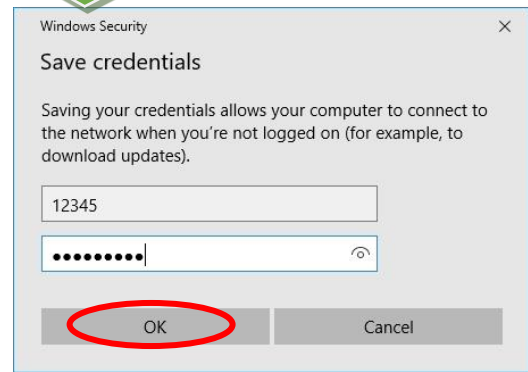 Windows Security
Save credentials
Saving your credentials allows your computer to connect to
the network when you're not logged on (for example, to
download updates).
12345
●●●●●●●●●
OK
Cancel